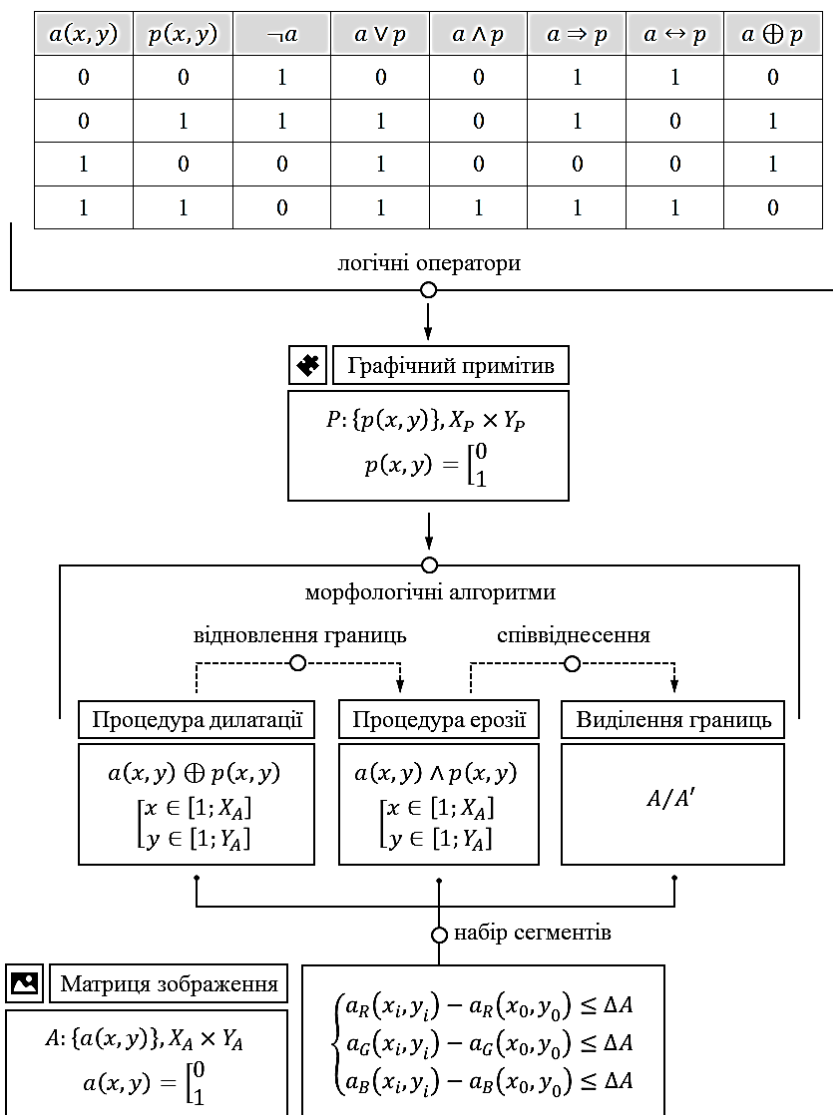 a(x, y) p(x, y) ¬a a ∨ p a ∧ p a ⇒ p a ↔ p a ⊕ p
0 0 1 0 0 1 1 0
0 1 1 1 0 1 0 1
1 0 0 1 0 0 0 1
1 1 0 1 1 1 1 0
логічні оператори
Графічний примітив
P: {p(x, y)}, X_P × Y_P
p(x, y) = [0
1
морфологічні алгоритми
відновлення границь
співвіднесення
Процедура дилатації
Процедура ерозії
Виділення границь
a(x, y) ⊕ p(x, y)
[x ∈ [1; X_A]
y ∈ [1; Y_A]
a(x, y) ∧ p(x, y)
[x ∈ [1; X_A]
y ∈ [1; Y_A]
A/A′
набір сегментів
Матриця зображення
A: {a(x, y)}, X_A × Y_A
a(x, y) = [0
1
{a_R(x_i, y_i) − a_R(x_0, y_0) ≤ ΔA
a_G(x_i, y_i) − a_G(x_0, y_0) ≤ ΔA
a_B(x_i, y_i) − a_B(x_0, y_0) ≤ ΔA